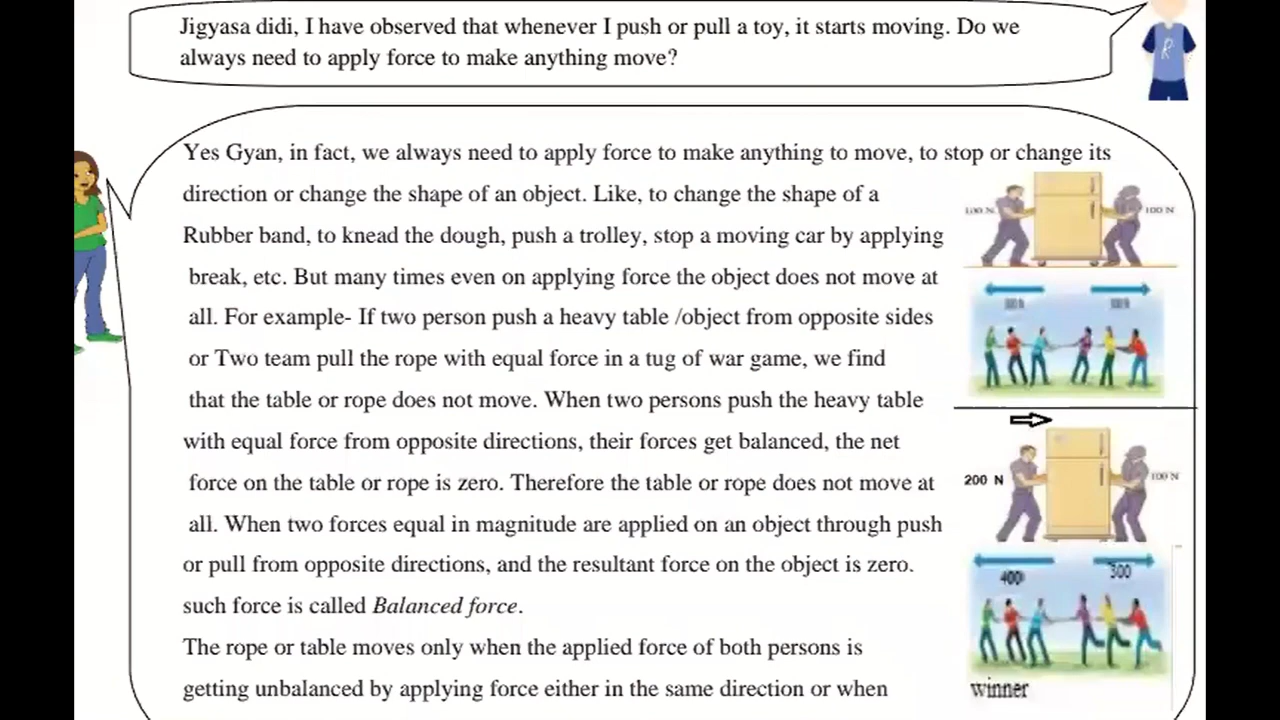 Jigyasa didi, I have observed that whenever I push or pull a toy, it starts moving. Do we
always need to apply force to make anything move?
R
Yes Gyan, in fact, we always need to apply force to make anything to move, to stop or change its
direction or change the shape of an object. Like, to change the shape of a
Rubber band, to knead the dough, push a trolley, stop a moving car by applying
break, etc. But many times even on applying force the object does not move at
all. For example- If two person push a heavy table /object from opposite sides
or Two team pull the rope with equal force in a tug of war game, we find
that the table or rope does not move. When two persons push the heavy table
with equal force from opposite directions, their forces get balanced, the net
force on the table or rope is zero. Therefore the table or rope does not move at
all. When two forces equal in magnitude are applied on an object through push
or pull from opposite directions, and the resultant force on the object is zero.
such force is called Balanced force.
The rope or table moves only when the applied force of both persons is
getting unbalanced by applying force either in the same direction or when
100 N 100 N
200 N 100 N
400 300
winner